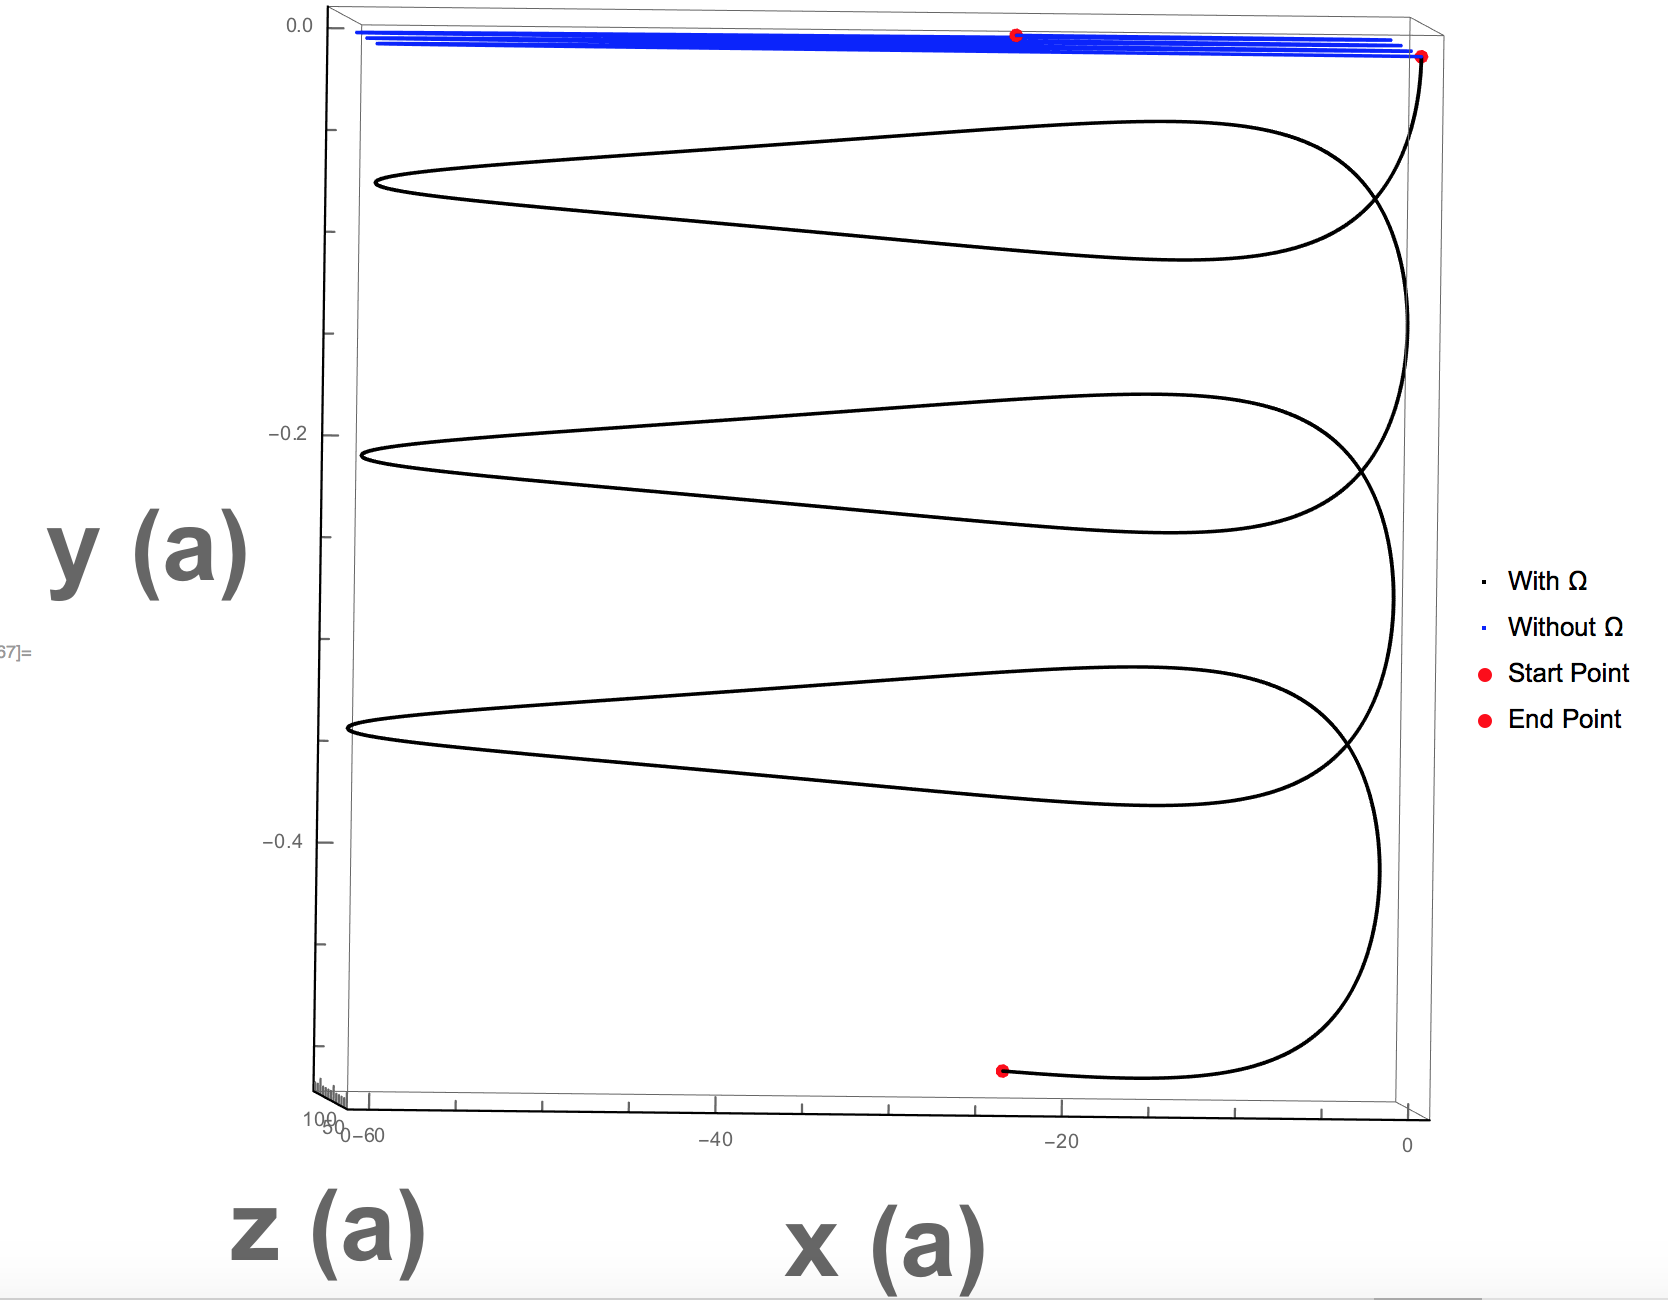 0.0
−0.2
y (a)
With Ω
Without Ω
67]=
Start Point
End Point
−0.4
100
50
0
−60
−40
−20
0
z (a)
x (a)